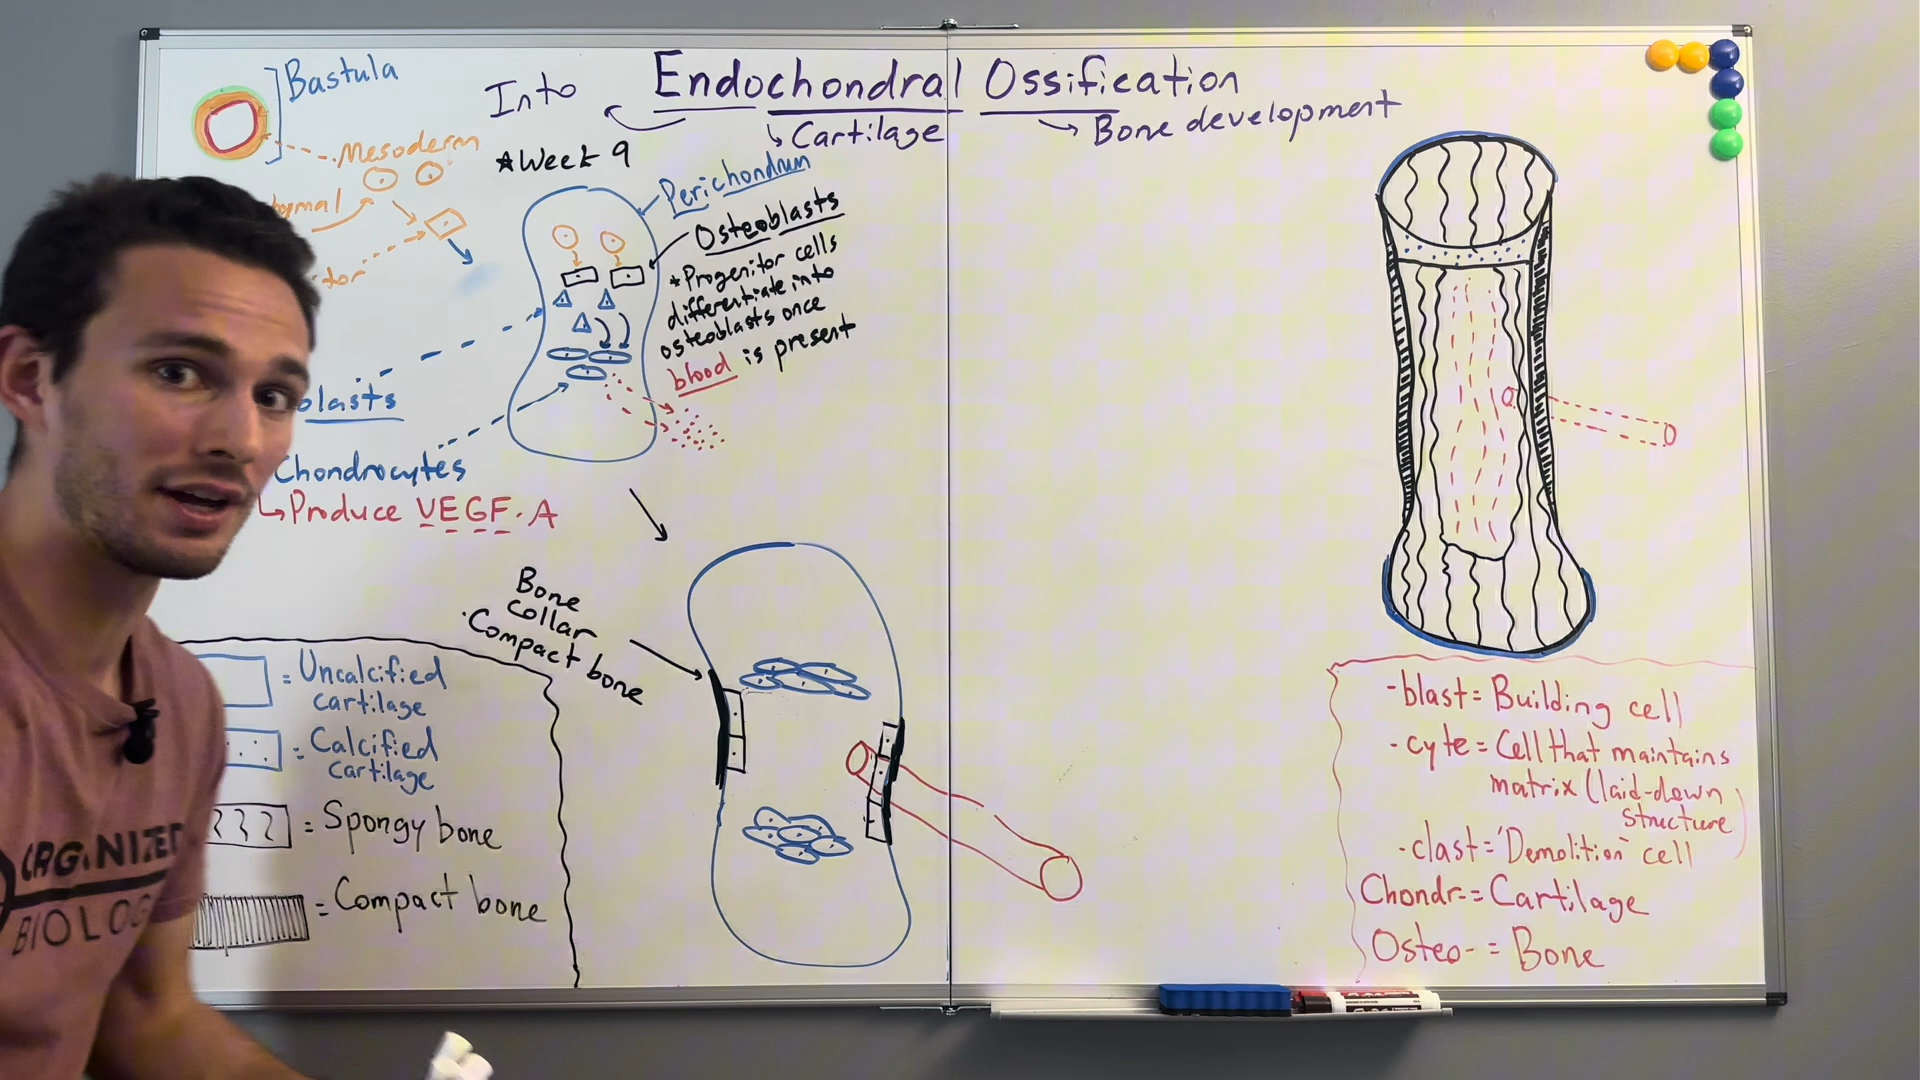 Bastula
Into
Endochondral Ossification
Cartilage
Bone development
Mesoderm
*Week 9
Perichondrum
Osteoblasts
*Progenitor cells
differentiate into
osteoblasts once
blood is present
Chondrocytes
Produce VEGF-A
Bone
collar
Compact bone
= Uncalcified
cartilage
= Calcified
cartilage
= Spongy bone
= Compact bone
-blast = Building cell
-cyte = Cell that maintains
matrix (laid-down
structure)
-clast = "Demolition" cell
Chondr- = Cartilage
Osteo- = Bone
ORGANIZED
BIOLOGY